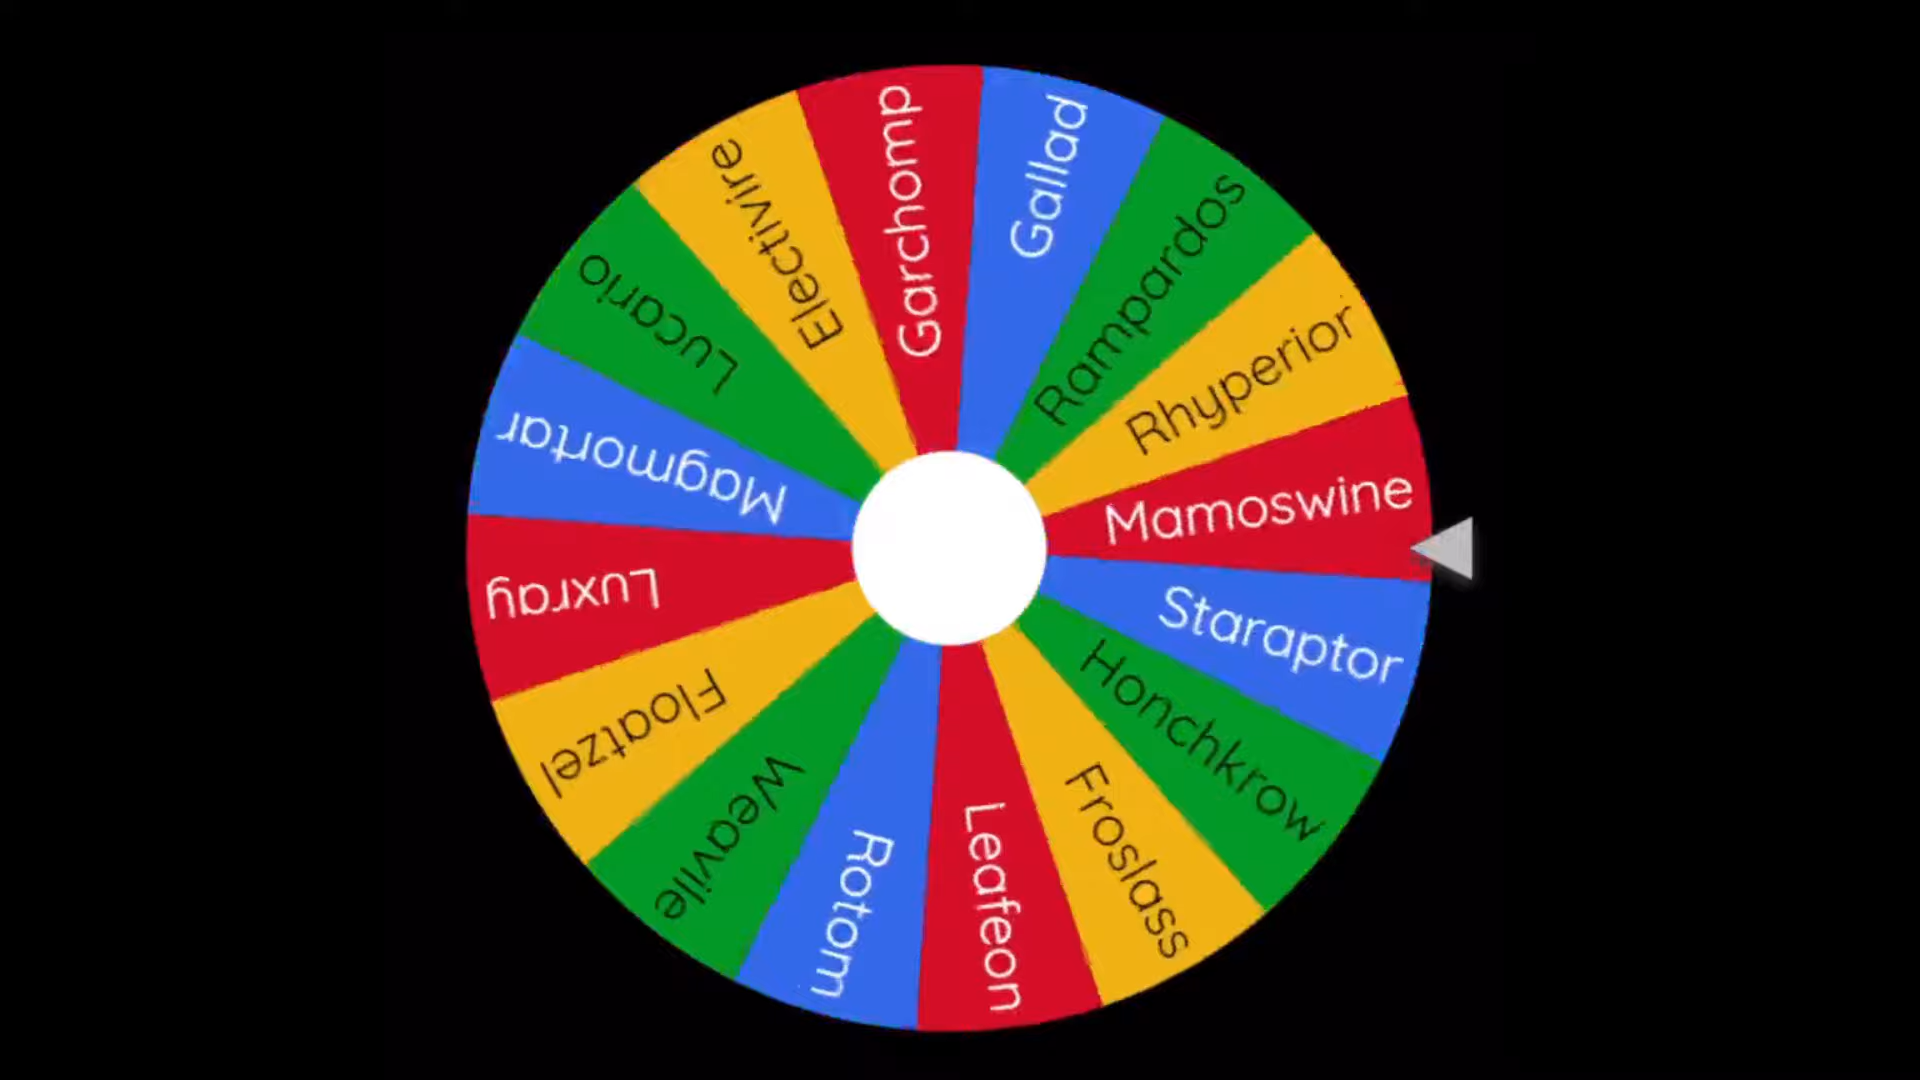 Garchomp
Gallad
Rampardos
Rhyperior
Mamoswine
Staraptor
Honchkrow
Froslass
Leafeon
Rotom
Weavile
Floatzel
Luxray
Magmortar
Lucario
Electivire